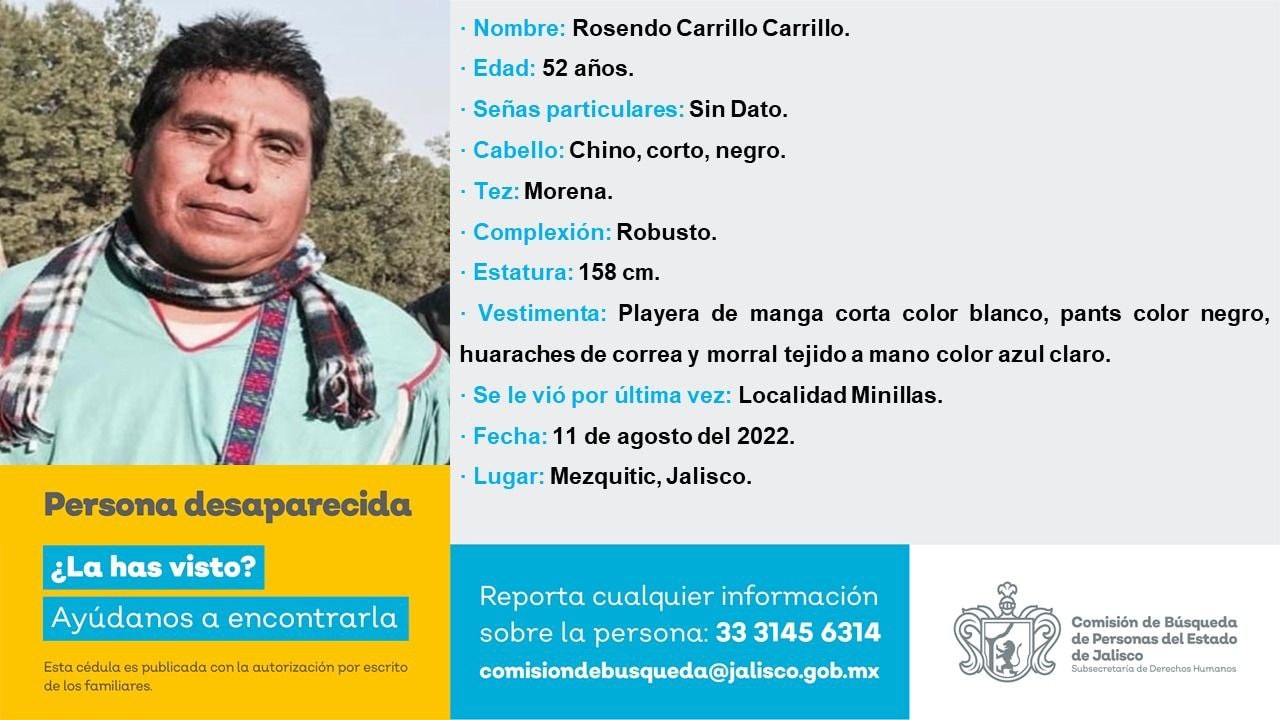 · Nombre: Rosendo Carrillo Carrillo.
· Edad: 52 años.
· Señas particulares: Sin Dato.
· Cabello: Chino, corto, negro.
· Tez: Morena.
· Complexión: Robusto.
· Estatura: 158 cm.
· Vestimenta: Playera de manga corta color blanco, pants color negro,
huaraches de correa y morral tejido a mano color azul claro.
· Se le vió por última vez: Localidad Minillas.
· Fecha: 11 de agosto del 2022.
· Lugar: Mezquitic, Jalisco.
Persona desaparecida
¿La has visto?
Ayúdanos a encontrarla
Esta cédula es publicada con la autorización por escrito
de los familiares.
Reporta cualquier información
sobre la persona: 33 3145 6314
comisiondebusqueda@jalisco.gob.mx
Comisión de Búsqueda
de Personas del Estado
de Jalisco
Subsecretaría de Derechos Humanos